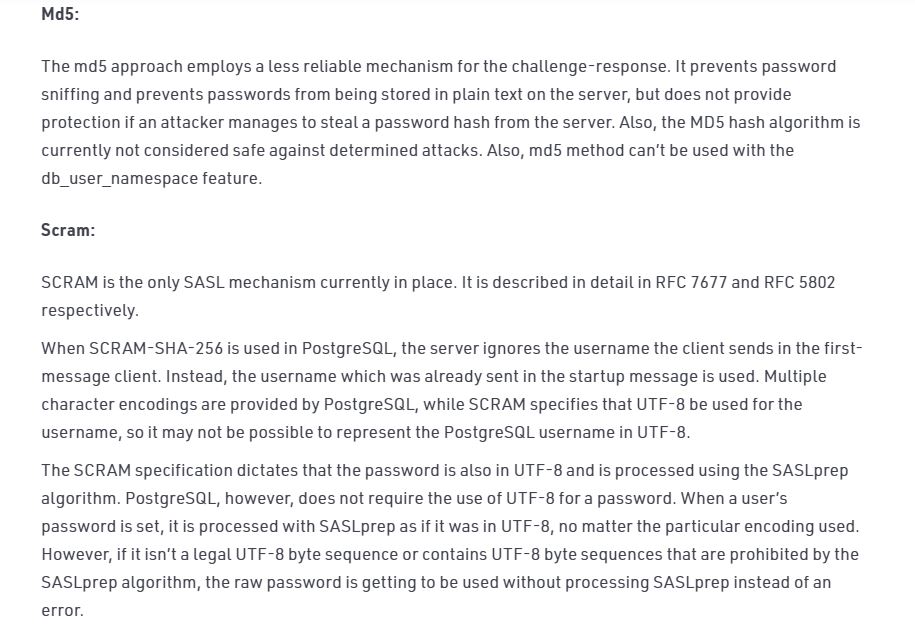 Md5:
The md5 approach employs a less reliable mechanism for the challenge-response. It prevents password
sniffing and prevents passwords from being stored in plain text on the server, but does not provide
protection if an attacker manages to steal a password hash from the server. Also, the MD5 hash algorithm is
currently not considered safe against determined attacks. Also, md5 method can't be used with the
db_user_namespace feature.
Scram:
SCRAM is the only SASL mechanism currently in place. It is described in detail in RFC 7677 and RFC 5802
respectively.
When SCRAM-SHA-256 is used in PostgreSQL, the server ignores the username the client sends in the first-
message client. Instead, the username which was already sent in the startup message is used. Multiple
character encodings are provided by PostgreSQL, while SCRAM specifies that UTF-8 be used for the
username, so it may not be possible to represent the PostgreSQL username in UTF-8.
The SCRAM specification dictates that the password is also in UTF-8 and is processed using the SASLprep
algorithm. PostgreSQL, however, does not require the use of UTF-8 for a password. When a user's
password is set, it is processed with SASLprep as if it was in UTF-8, no matter the particular encoding used.
However, if it isn't a legal UTF-8 byte sequence or contains UTF-8 byte sequences that are prohibited by the
SASLprep algorithm, the raw password is getting to be used without processing SASLprep instead of an
error.